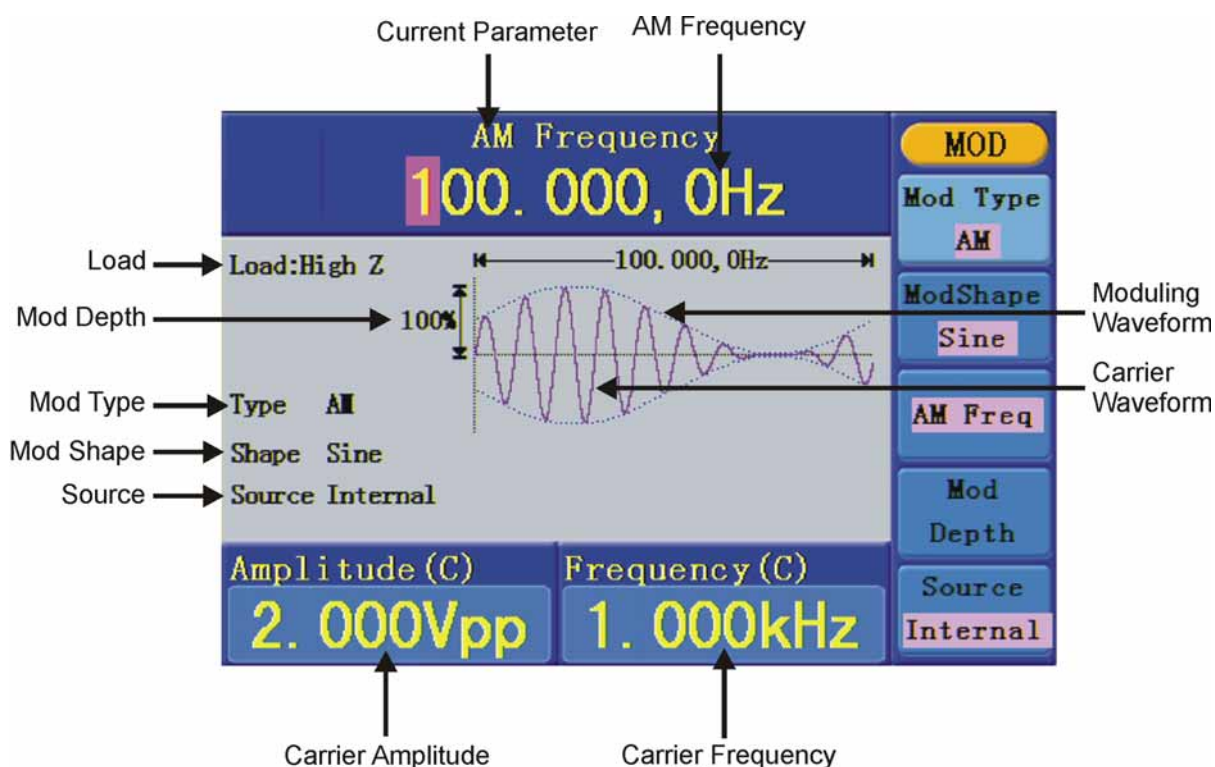 Current Parameter
AM Frequency
AM Frequency
100.000,0Hz
MOD
Mod Type
AM
Load
Load:High Z
100.000,0Hz
Mod Depth
100%
ModShape
Sine
Moduling
Waveform
Carrier
Waveform
Mod Type
Type AM
AM Freq
Mod Shape
Shape Sine
Source
Source Internal
Mod
Depth
Amplitude(C)
Frequency(C)
2.000Vpp
1.000kHz
Source
Internal
Carrier Amplitude
Carrier Frequency